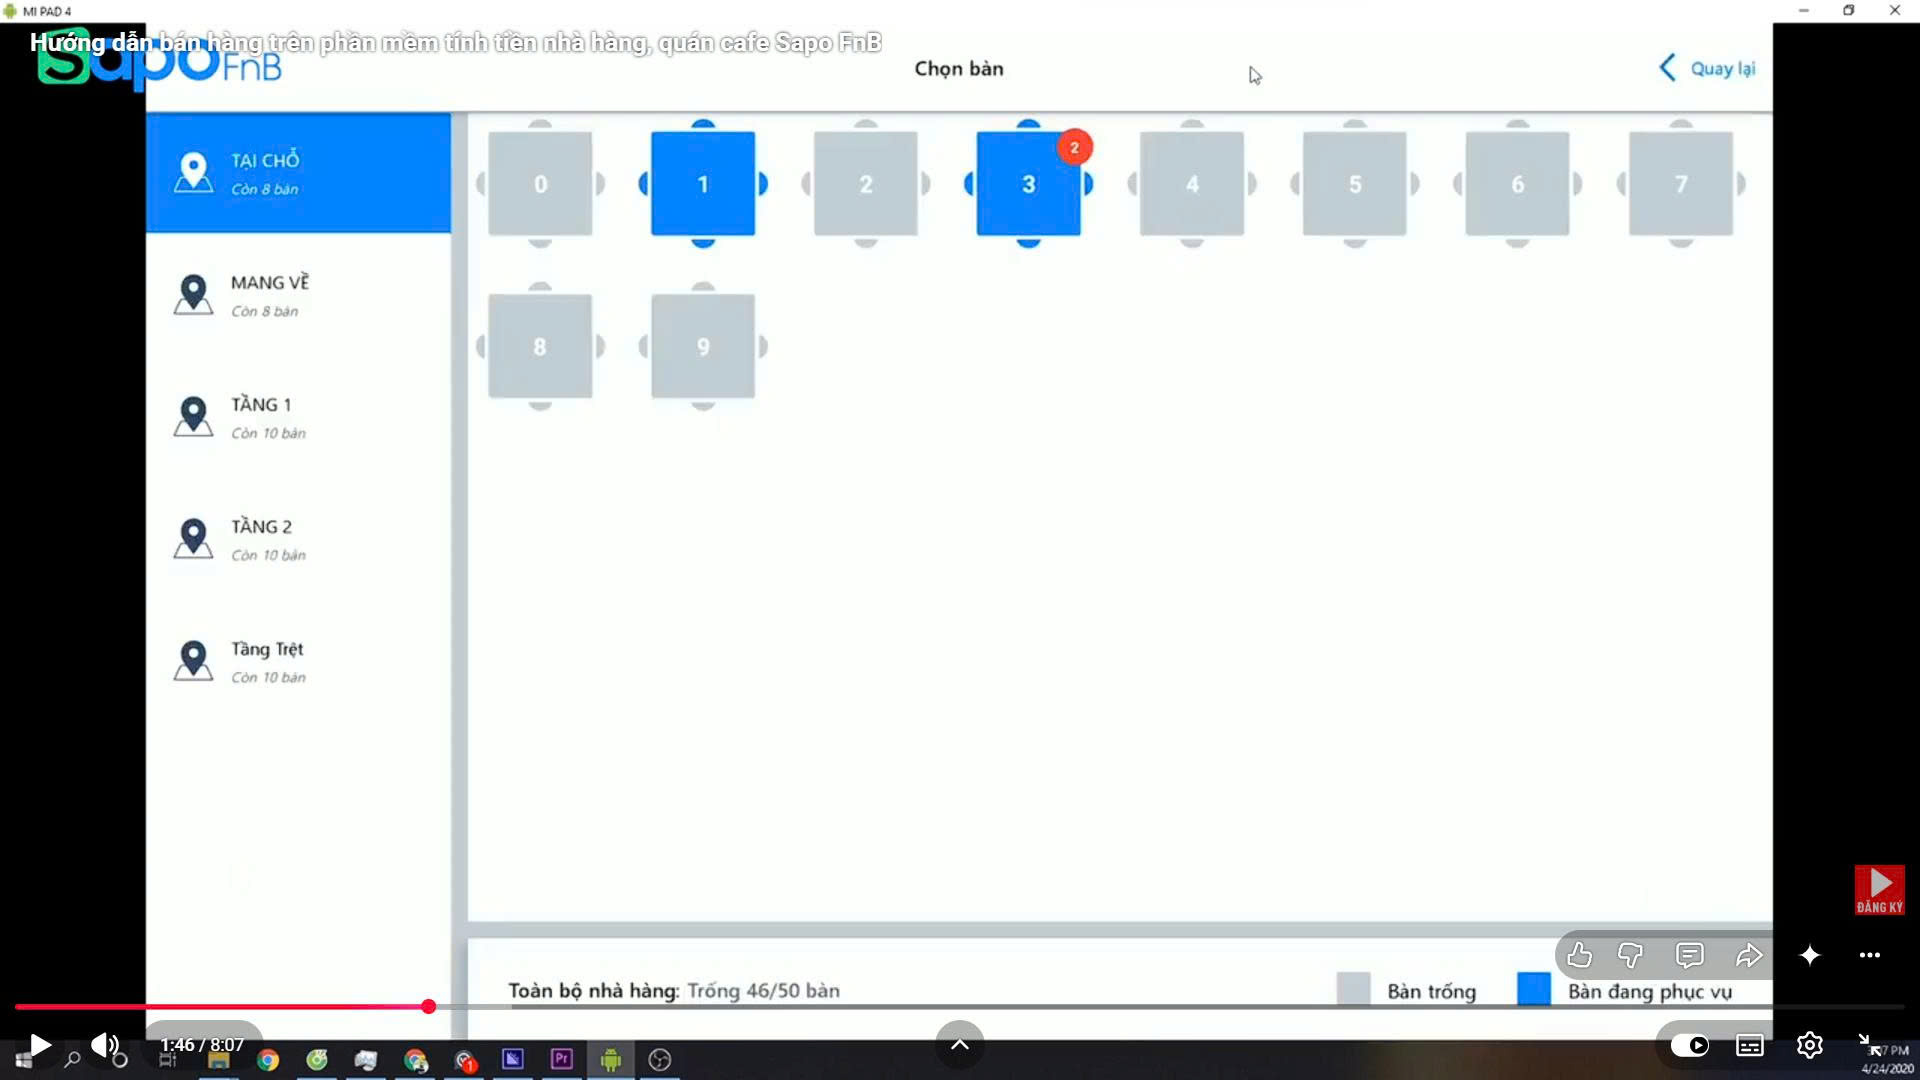 MI PAD 4
Hướng dẫn bán hàng trên phần mềm tính tiền nhà hàng, quán cafe Sapo FnB
Sapo FnB
Chọn bàn
Quay lại
TẠI CHỖ
Còn 8 bàn
MANG VỀ
Còn 8 bàn
TẦNG 1
Còn 10 bàn
TẦNG 2
Còn 10 bàn
Tầng Trệt
Còn 10 bàn
0 1 2 3 2 4 5 6 7
8 9
ĐĂNG KÝ
Toàn bộ nhà hàng: Trống 46/50 bàn
Bàn trống
Bàn đang phục vụ
1:46 / 8:07
1
Pr
PM
4/24/2020